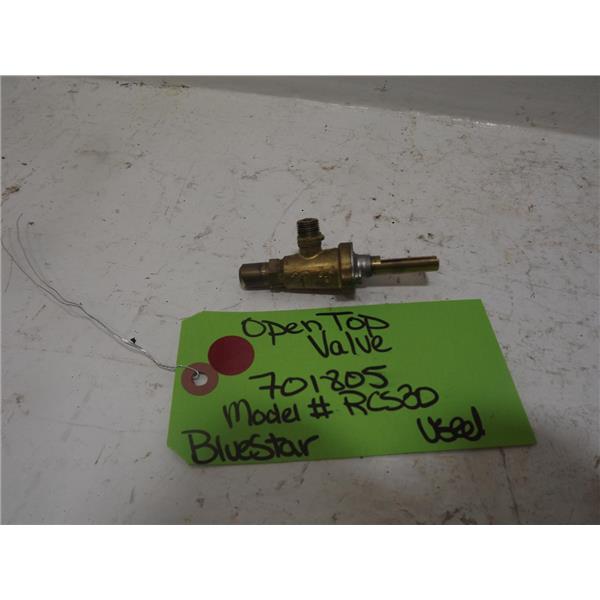 Open Top
Valve
701805
Model # RCS30
BlueStar Used